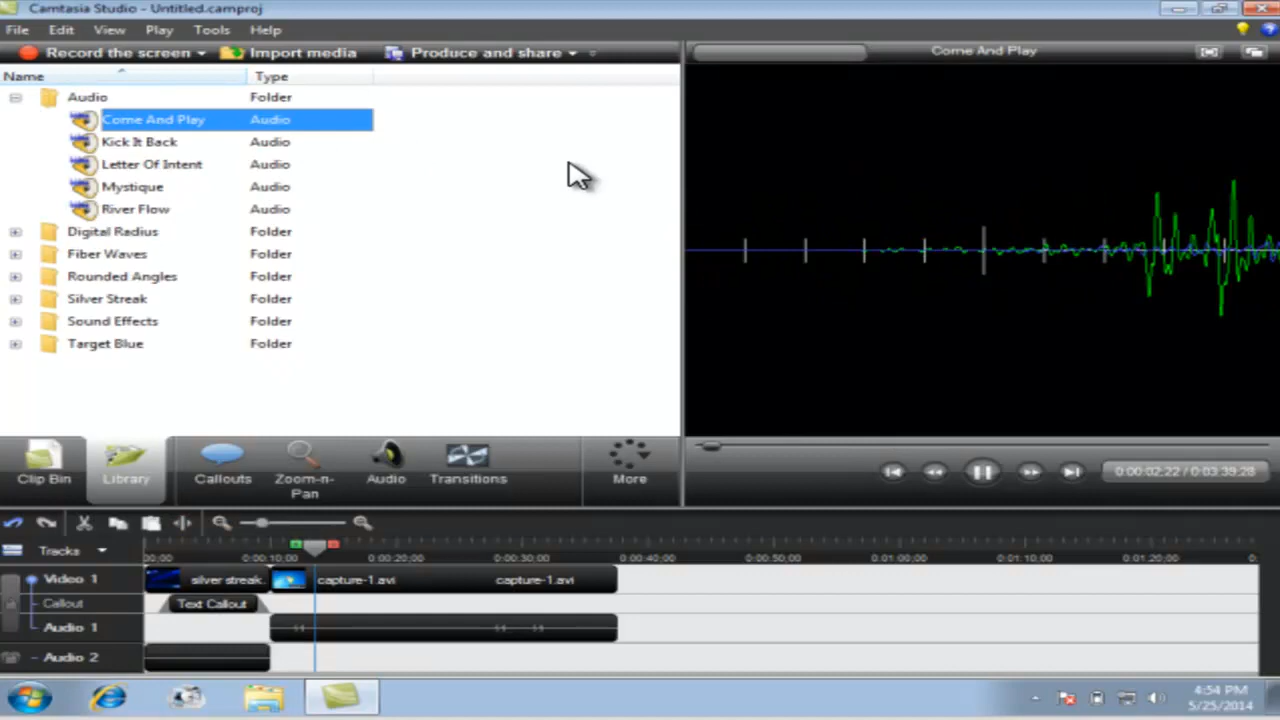 Camtasia Studio - Untitled.camproj
File Edit View Play Tools Help
Record the screen Import media Produce and share Come And Play
Name Type
Audio Folder
Come And Play Audio
Kick It Back Audio
Letter Of Intent Audio
Mystique Audio
River Flow Audio
Digital Radius Folder
Fiber Waves Folder
Rounded Angles Folder
Silver Streak Folder
Sound Effects Folder
Target Blue Folder
Clip Bin Library Callouts Zoom-n-Pan Audio Transitions More
0:00:02.22 / 0:03:39.28
Tracks 00;00 0:00:10;00 0:00:20;00 0:00:30;00 0:00:40;00 0:00:50;00 0:01:00;00 0:01:10;00 0:01:20;00 0:
Video 1 silver streak. capture-1.avi capture-1.avi
Callout Text Callout
Audio 1
Audio 2
4:54 PM
5/25/2014